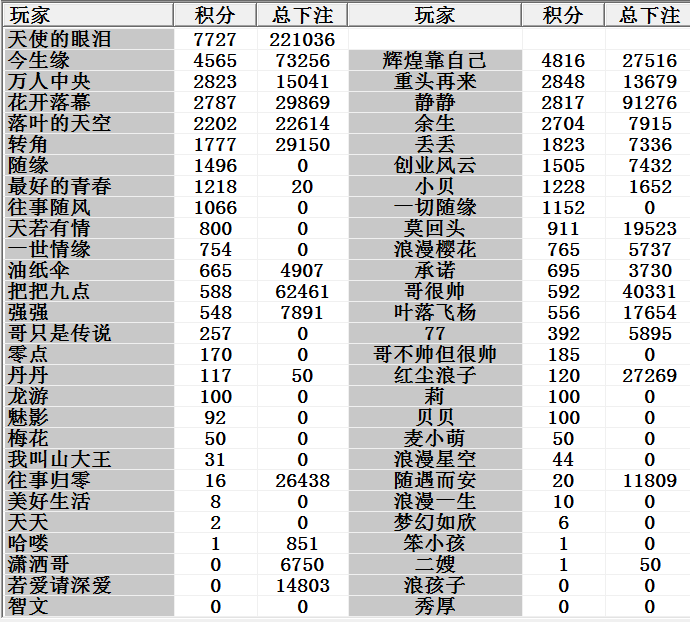 玩家 积分 总下注 玩家 积分 总下注
天使的眼泪 7727 221036
今生缘 4565 73256 辉煌靠自己 4816 27516
万人中央 2823 15041 重头再来 2848 13679
花开落幕 2787 29869 静静 2817 91276
落叶的天空 2202 22614 余生 2704 7915
转角 1777 29150 丢丢 1823 7336
随缘 1496 0 创业风云 1505 7432
最好的青春 1218 20 小贝 1228 1652
往事随风 1066 0 一切随缘 1152 0
天若有情 800 0 莫回头 911 19523
一世情缘 754 0 浪漫樱花 765 5737
油纸伞 665 4907 承诺 695 3730
把把九点 588 62461 哥很帅 592 40331
强强 548 7891 叶落飞杨 556 17654
哥只是传说 257 0 77 392 5895
零点 170 0 哥不帅但很帅 185 0
丹丹 117 50 红尘浪子 120 27269
龙游 100 0 莉 100 0
魅影 92 0 贝贝 100 0
梅花 50 0 麦小萌 50 0
我叫山大王 31 0 浪漫星空 44 0
往事归零 16 26438 随遇而安 20 11809
美好生活 8 0 浪漫一生 10 0
天天 2 0 梦幻如欣 6 0
哈喽 1 851 笨小孩 1 0
潇洒哥 0 6750 二嫂 1 50
若爱请深爱 0 14803 浪孩子 0 0
智文 0 0 秀厚 0 0